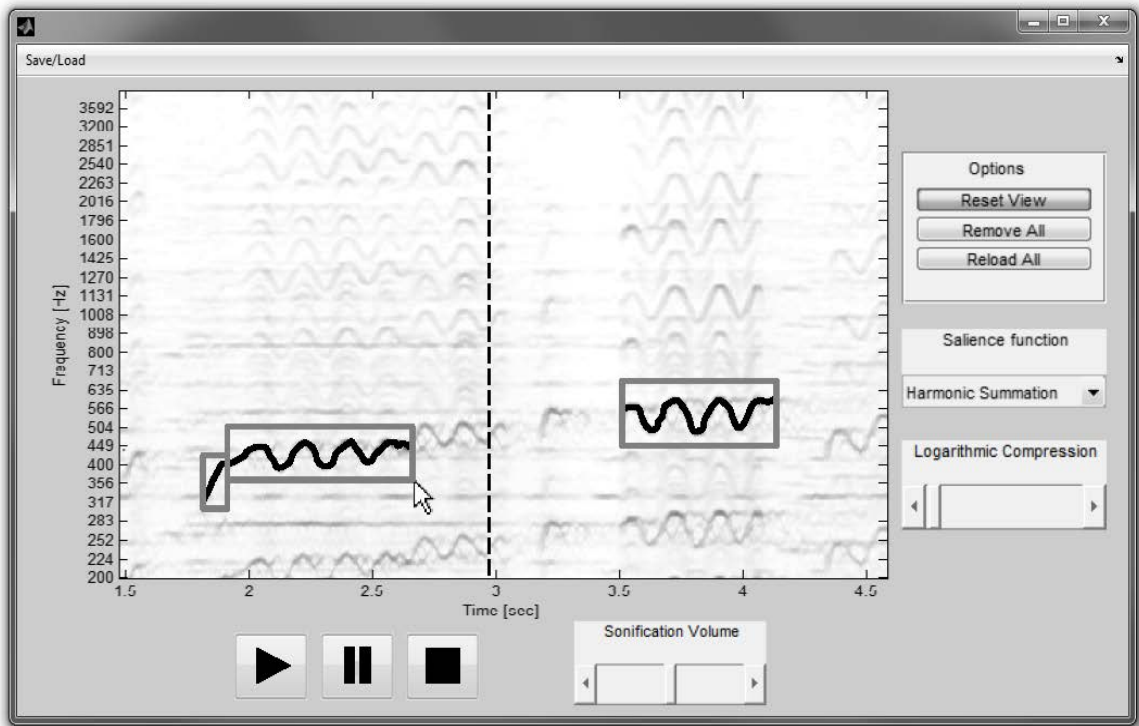 Save/Load
3592
3200
2851
2540
2263
2016
1796
1600
1425
1270
1131
1008
898
800
713
635
566
504
449
400
356
317
283
252
224
200
Frequency [Hz]
1.5 2 2.5 3 3.5 4 4.5
Time [sec]
Options
Reset View
Remove All
Reload All
Salience function
Harmonic Summation
Logarithmic Compression
Sonification Volume